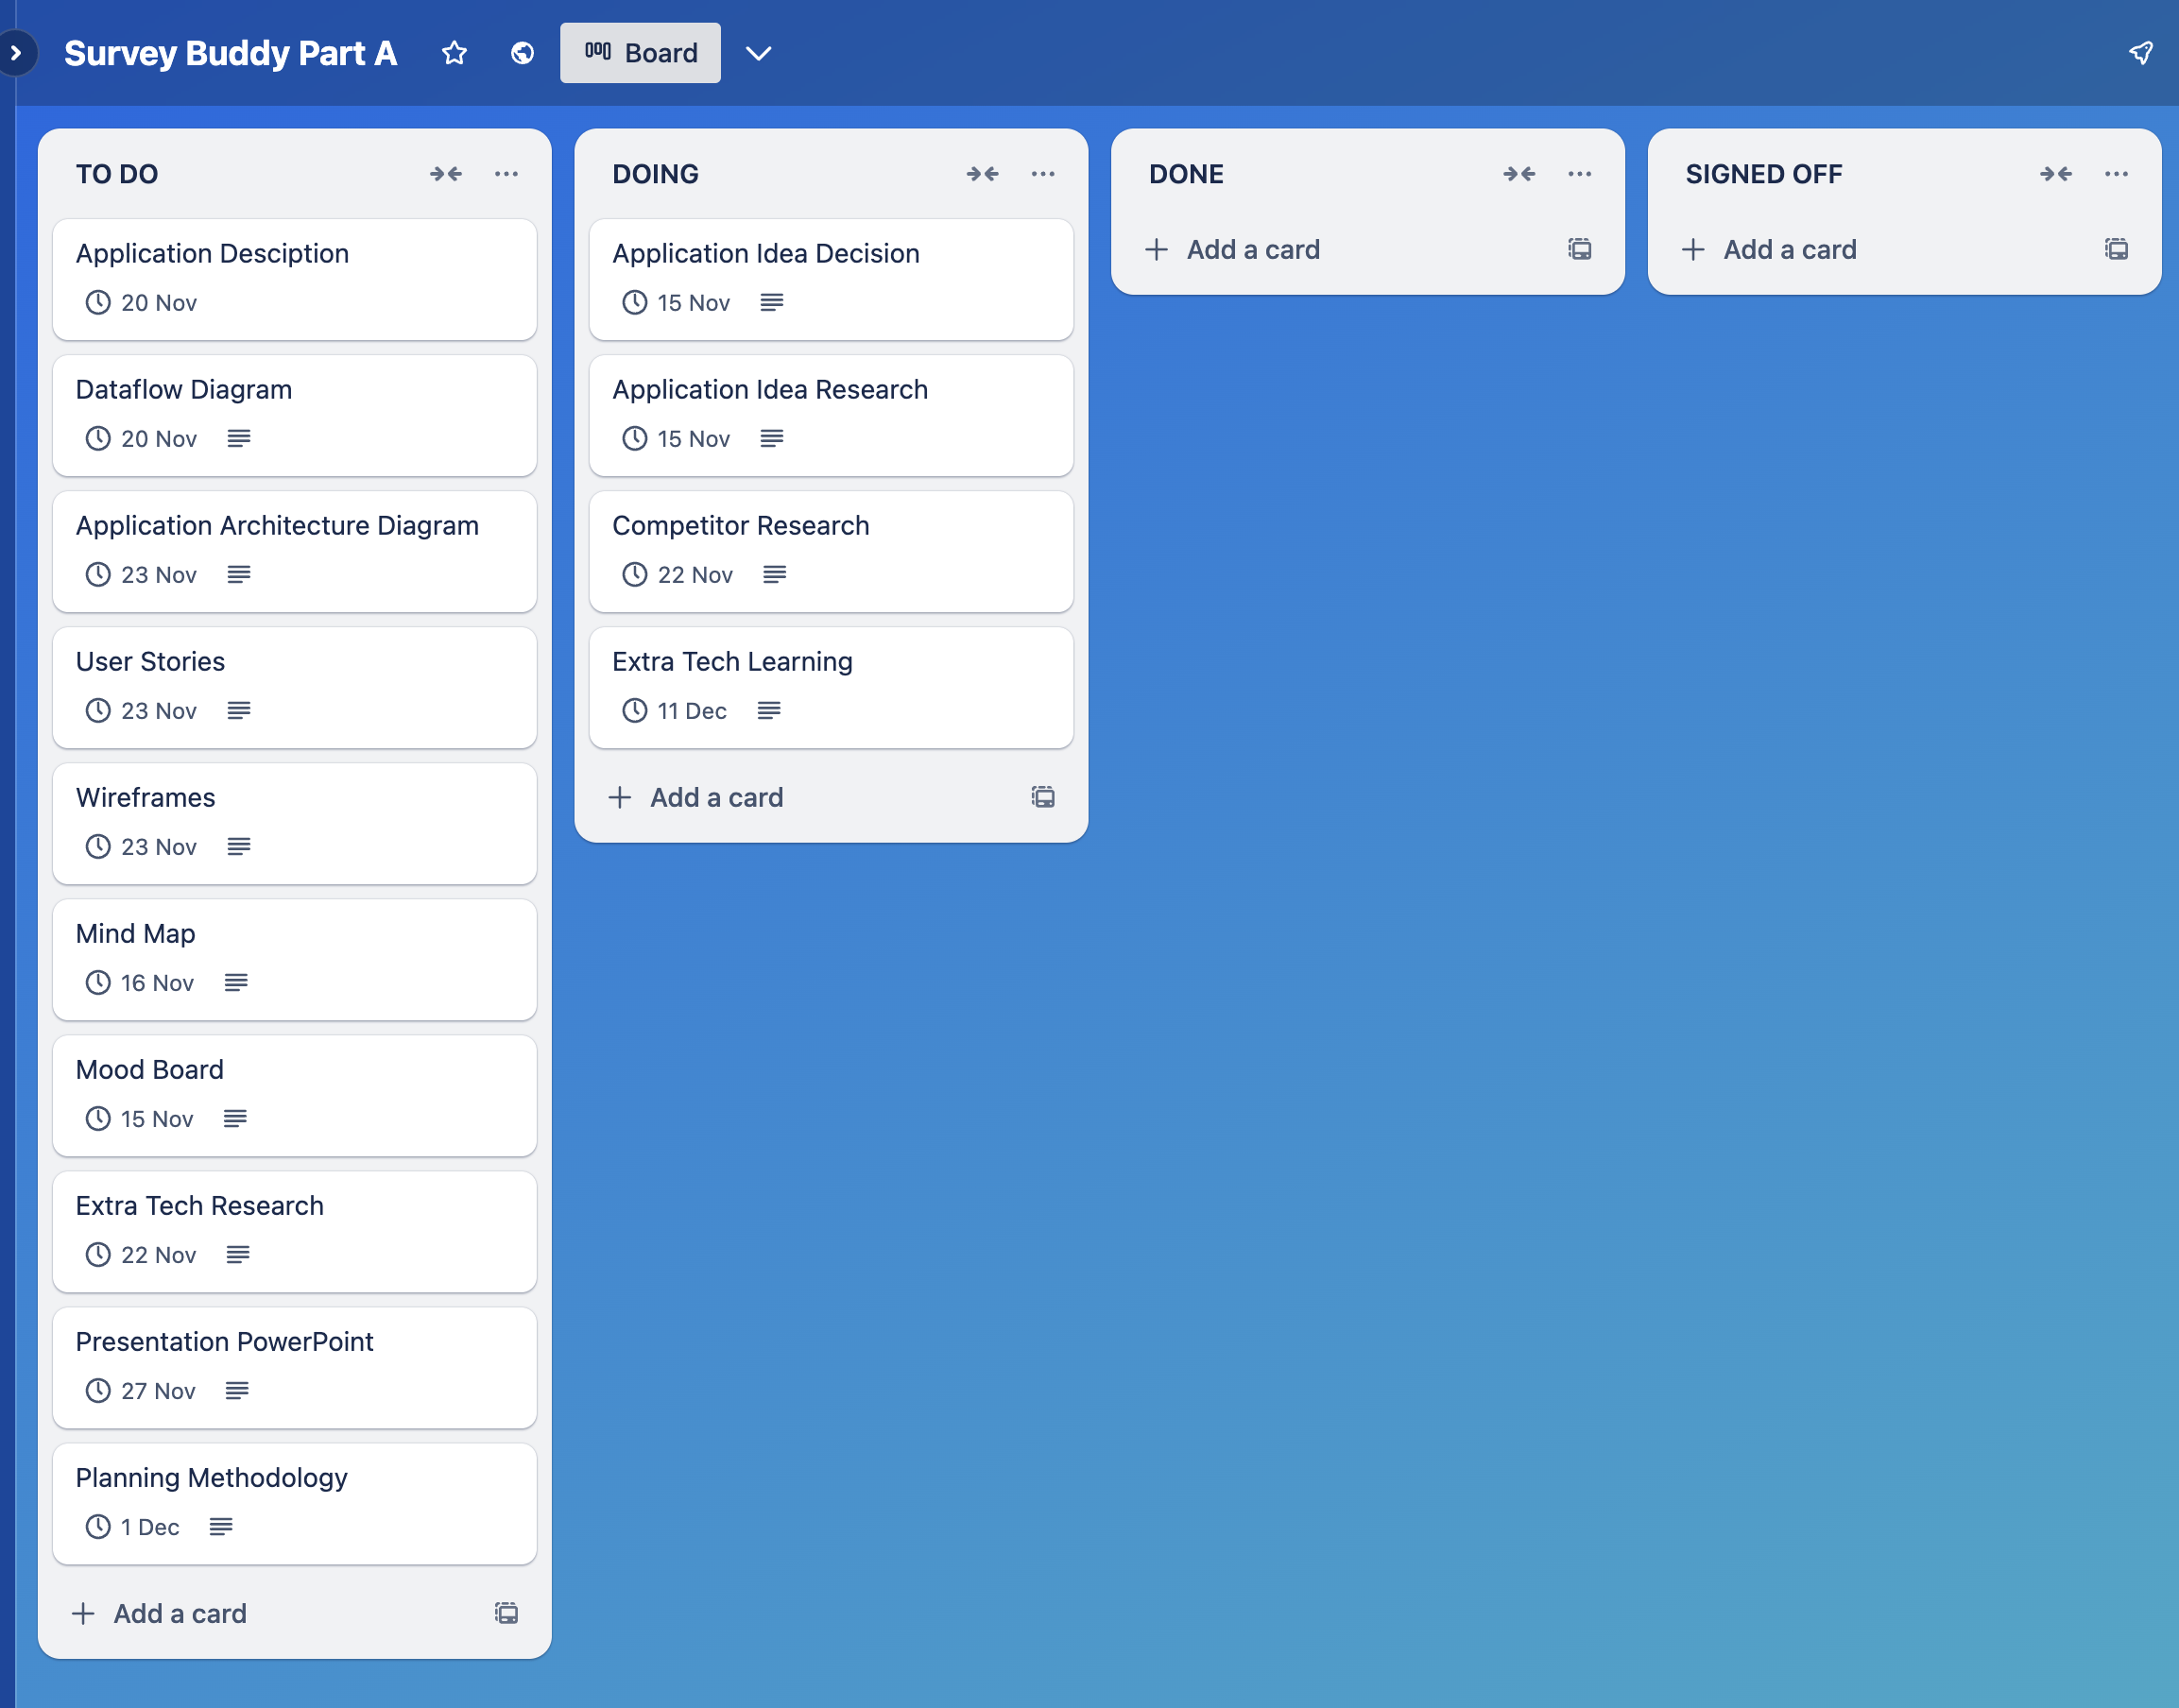 Survey Buddy Part A
Board
TO DO
Application Desciption
20 Nov
Dataflow Diagram
20 Nov
Application Architecture Diagram
23 Nov
User Stories
23 Nov
Wireframes
23 Nov
Mind Map
16 Nov
Mood Board
15 Nov
Extra Tech Research
22 Nov
Presentation PowerPoint
27 Nov
Planning Methodology
1 Dec
Add a card
DOING
Application Idea Decision
15 Nov
Application Idea Research
15 Nov
Competitor Research
22 Nov
Extra Tech Learning
11 Dec
Add a card
DONE
Add a card
SIGNED OFF
Add a card